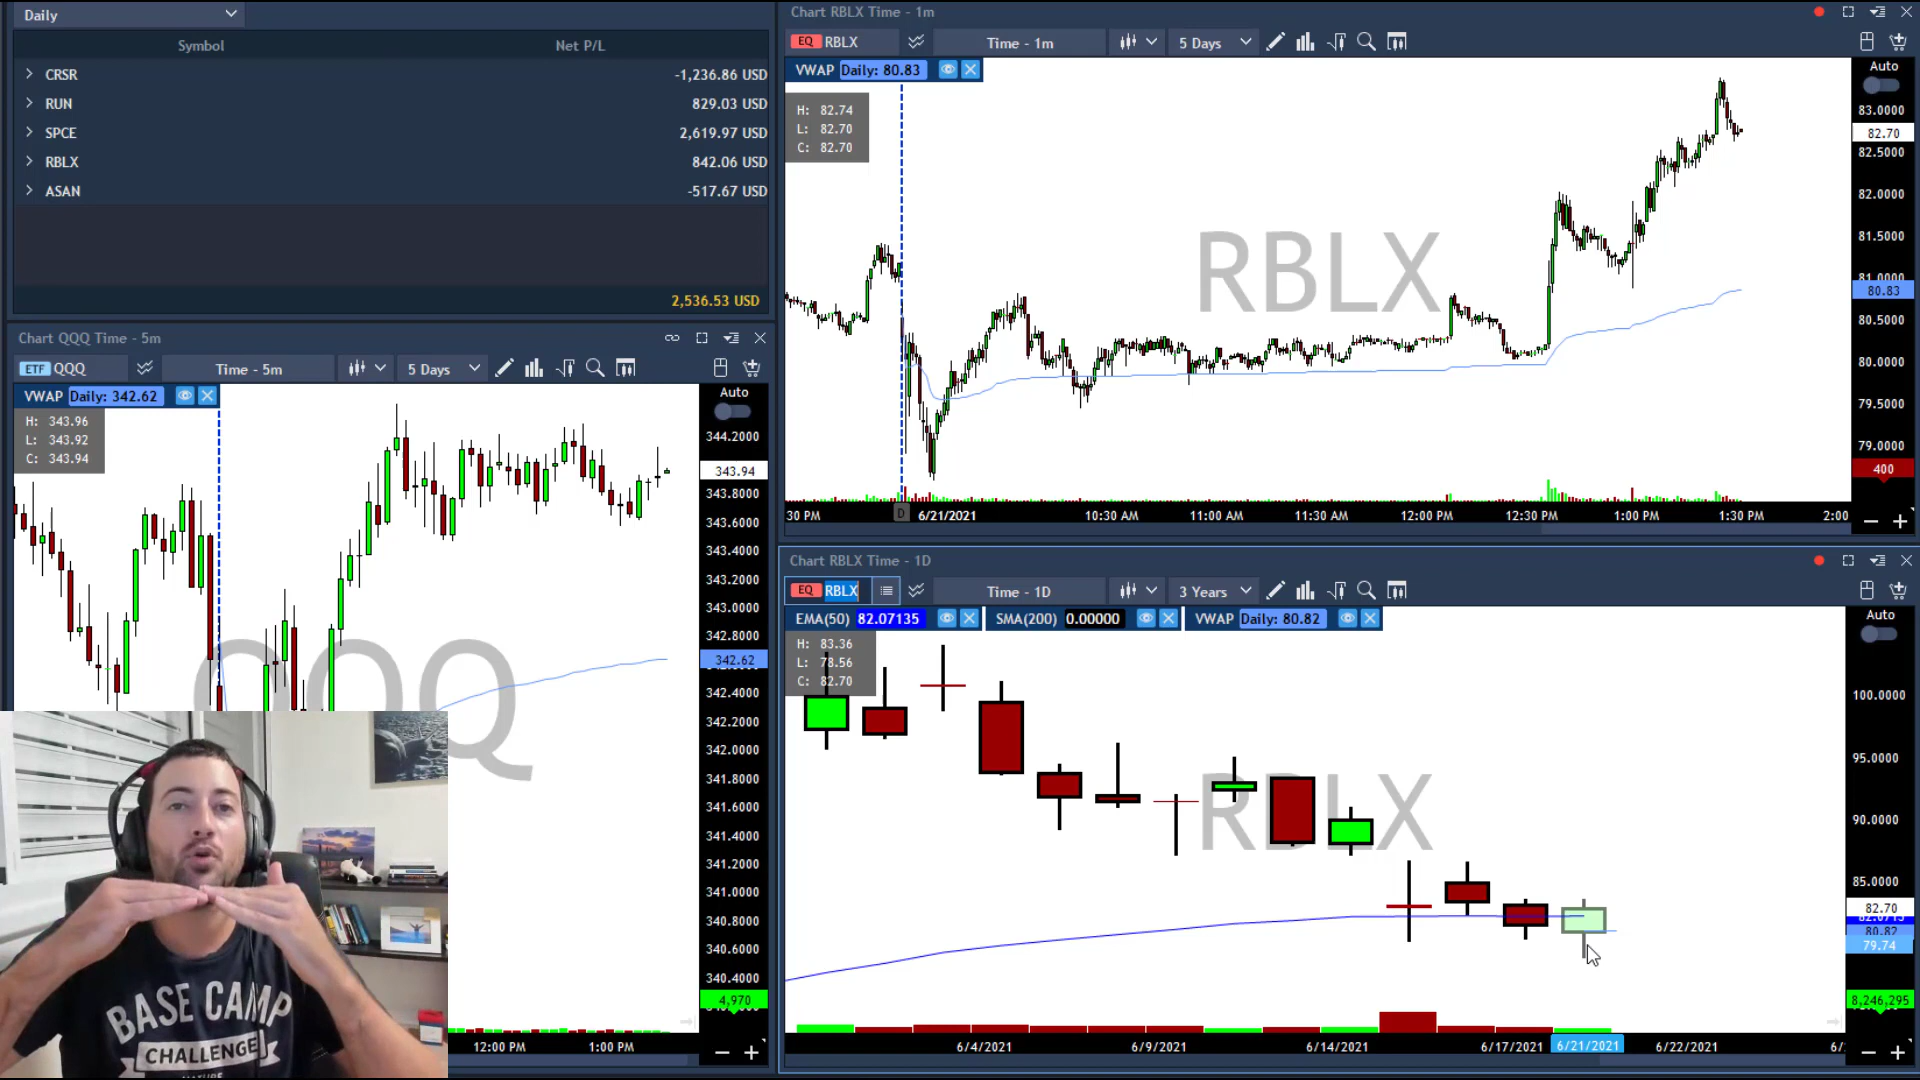 Daily
Symbol Net P/L
CRSR -1,236.86 USD
RUN 829.03 USD
SPCE 2,619.97 USD
RBLX 842.06 USD
ASAN -517.67 USD
2,536.53 USD
Chart QQQ Time - 5m
ETF QQQ Time - 5m 5 Days
VWAP Daily: 342.62
H: 343.96
L: 343.92
C: 343.94
Auto
344.2000
343.94
343.8000
343.6000
343.4000
343.2000
343.0000
342.8000
342.62
342.4000
342.2000
342.0000
341.8000
341.6000
341.4000
341.2000
341.0000
340.8000
340.6000
340.4000
4,970
QQQ
12:00 PM 1:00 PM
BASE CAMP
CHALLENGE
Chart RBLX Time - 1m
EQ RBLX Time - 1m 5 Days
VWAP Daily: 80.83
H: 82.74
L: 82.70
C: 82.70
RBLX
Auto
83.0000
82.70
82.5000
82.0000
81.5000
81.0000
80.83
80.5000
80.0000
79.5000
79.0000
400
30 PM D 6/21/2021 10:30 AM 11:00 AM 11:30 AM 12:00 PM 12:30 PM 1:00 PM 1:30 PM 2:00
Chart RBLX Time - 1D
EQ RBLX Time - 1D 3 Years
EMA(50) 82.07135 SMA(200) 0.00000 VWAP Daily: 80.82
H: 83.36
L: 78.56
C: 82.70
RBLX
Auto
100.0000
95.0000
90.0000
85.0000
82.70
80.82
79.74
8,246,295
6/4/2021 6/9/2021 6/14/2021 6/17/2021 6/21/2021 6/22/2021